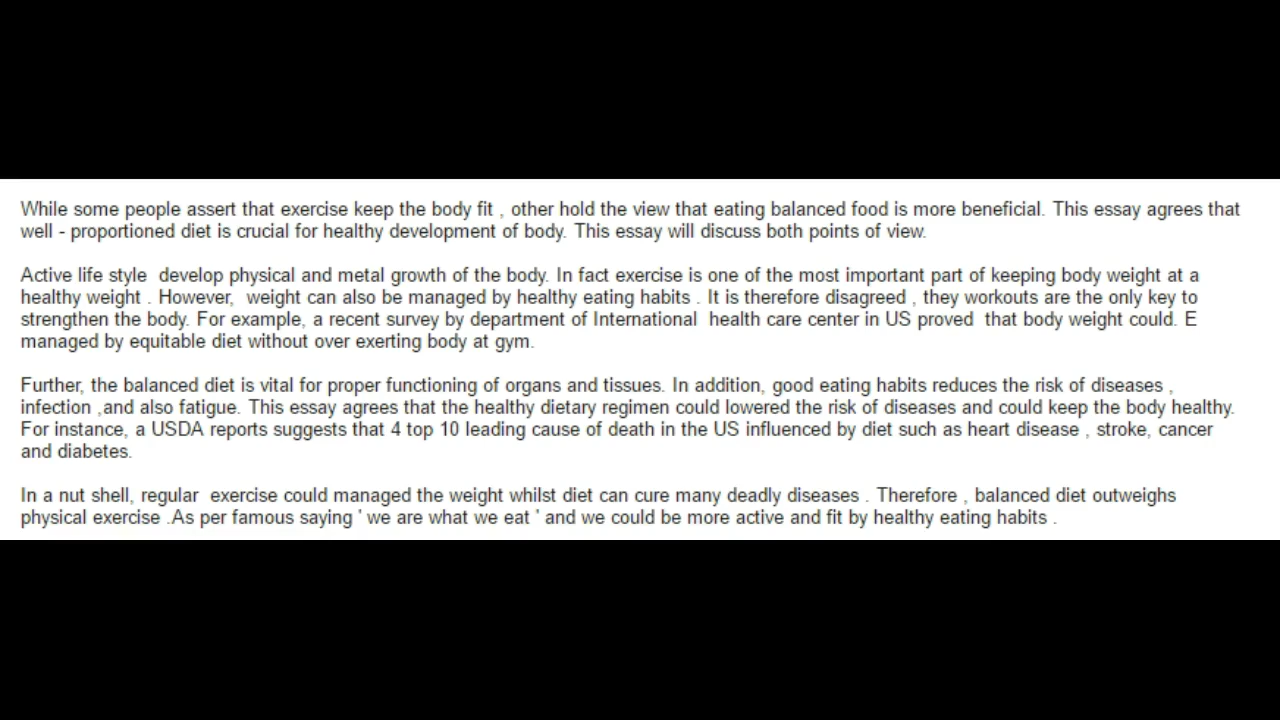 While some people assert that exercise keep the body fit , other hold the view that eating balanced food is more beneficial. This essay agrees that
well - proportioned diet is crucial for healthy development of body. This essay will discuss both points of view.
Active life style  develop physical and metal growth of the body. In fact exercise is one of the most important part of keeping body weight at a
healthy weight . However,  weight can also be managed by healthy eating habits . It is therefore disagreed , they workouts are the only key to
strengthen the body. For example, a recent survey by department of International  health care center in US proved  that body weight could. E
managed by equitable diet without over exerting body at gym.
Further, the balanced diet is vital for proper functioning of organs and tissues. In addition, good eating habits reduces the risk of diseases ,
infection ,and also fatigue. This essay agrees that the healthy dietary regimen could lowered the risk of diseases and could keep the body healthy.
For instance, a USDA reports suggests that 4 top 10 leading cause of death in the US influenced by diet such as heart disease , stroke, cancer
and diabetes.
In a nut shell, regular  exercise could managed the weight whilst diet can cure many deadly diseases . Therefore , balanced diet outweighs
physical exercise .As per famous saying ' we are what we eat ' and we could be more active and fit by healthy eating habits .